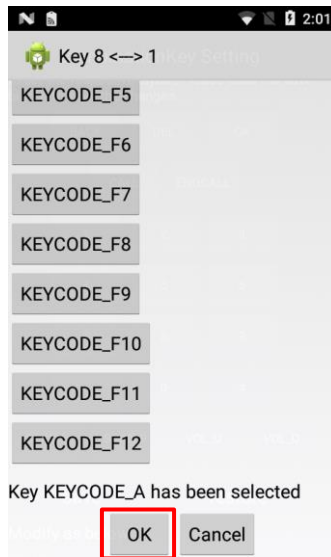 2:01
Key 8 <--> 1
KEYCODE_F5
KEYCODE_F6
KEYCODE_F7
KEYCODE_F8
KEYCODE_F9
KEYCODE_F10
KEYCODE_F11
KEYCODE_F12
Key KEYCODE_A has been selected
OK Cancel